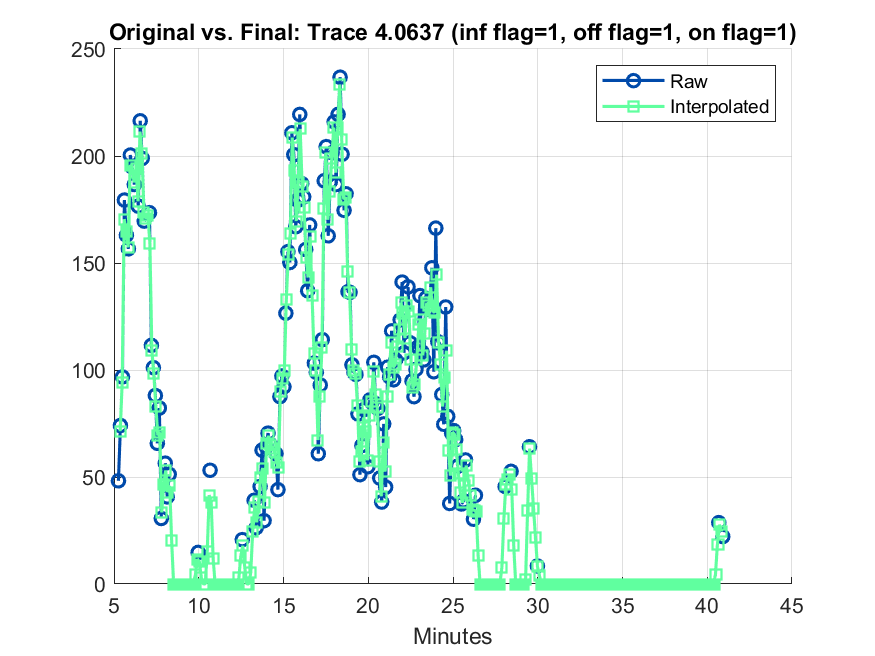 Original vs. Final: Trace 4.0637 (inf flag=1, off flag=1, on flag=1)
250
200
150
100
50
0
Raw
Interpolated
5 10 15 20 25 30 35 40 45
Minutes